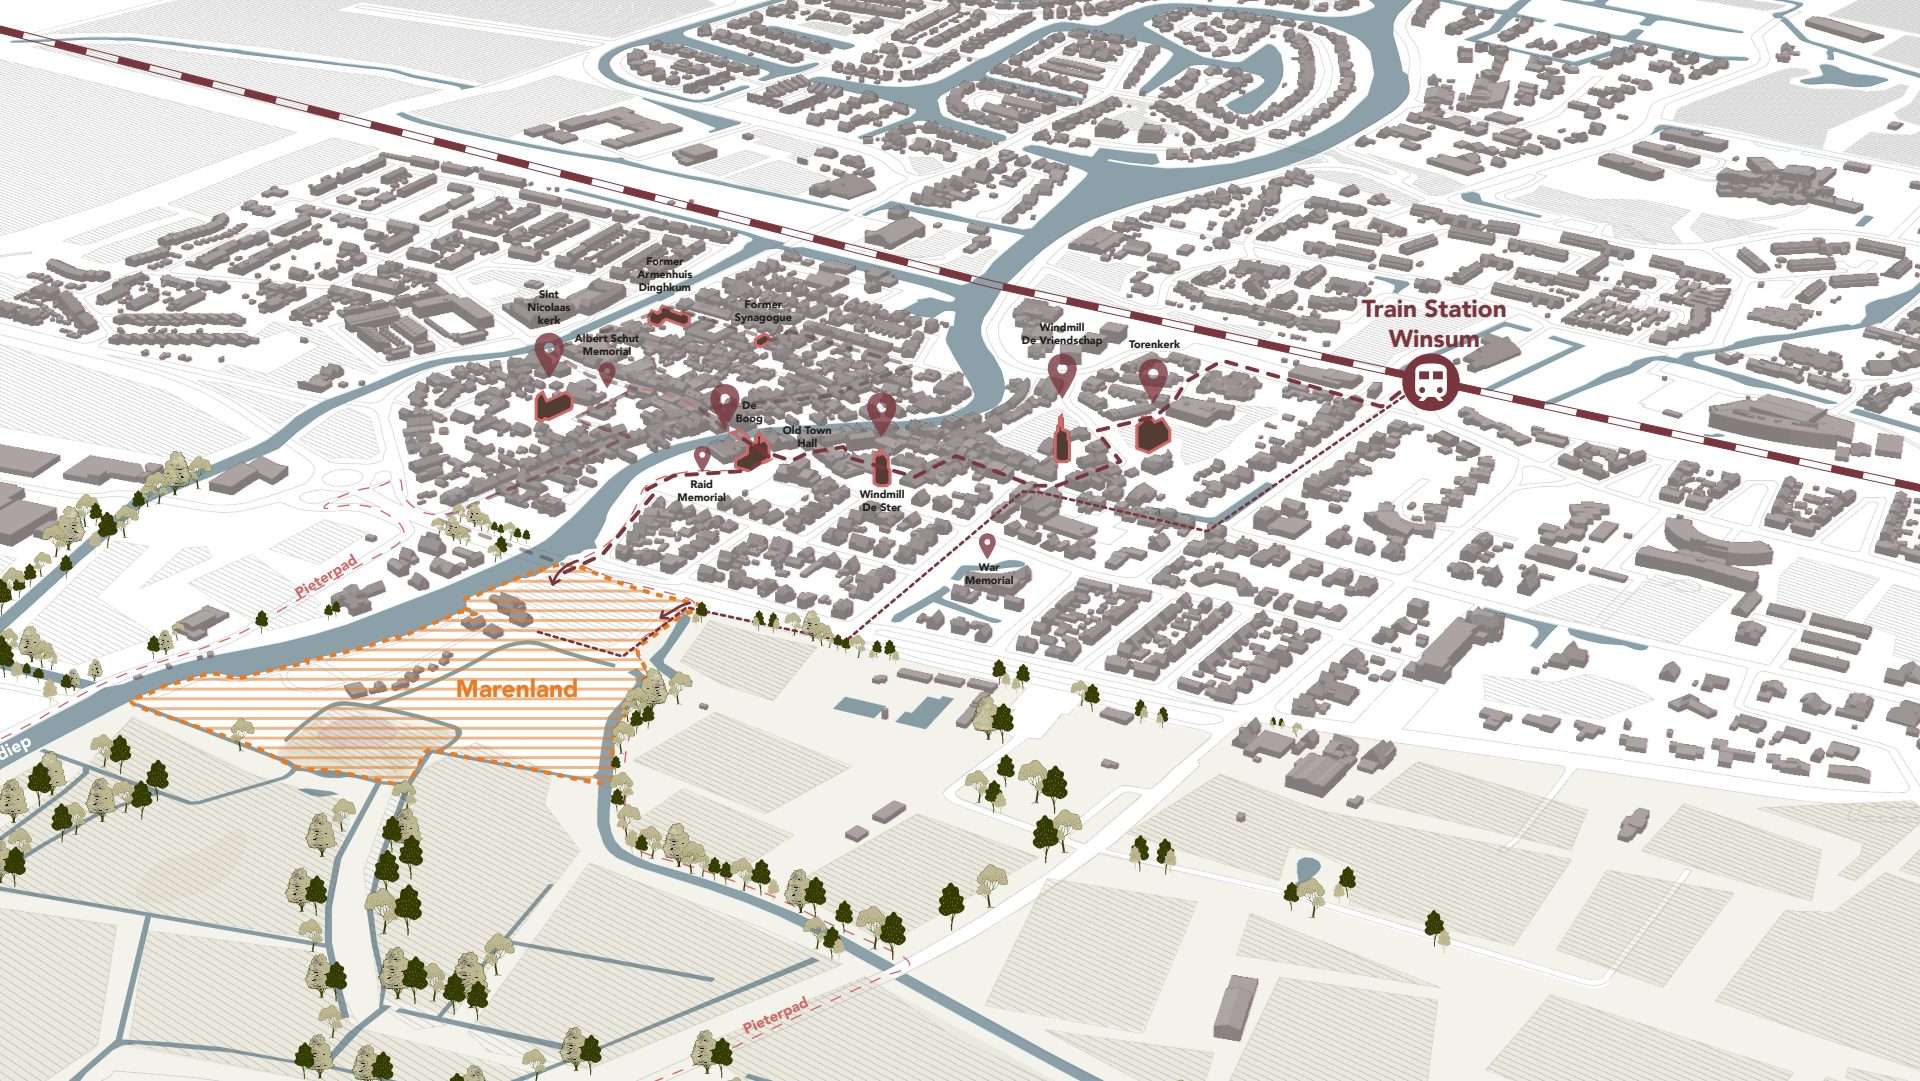 Former
Armenhuis
Dinghkum
Sint
Nicolaas
kerk
Former
Synagogue
Albert Schut
Memorial
Windmill
De Vriendschap
Torenkerk
Train Station
Winsum
De
Boog
Old Town
Hall
Raid
Memorial
Windmill
De Ster
War
Memorial
Pieterpad
Marenland
diep
Pieterpad